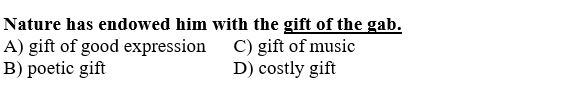 Nature has endowed him with the gift of the gab.
A) gift of good expression C) gift of music
B) poetic gift D) costly gift